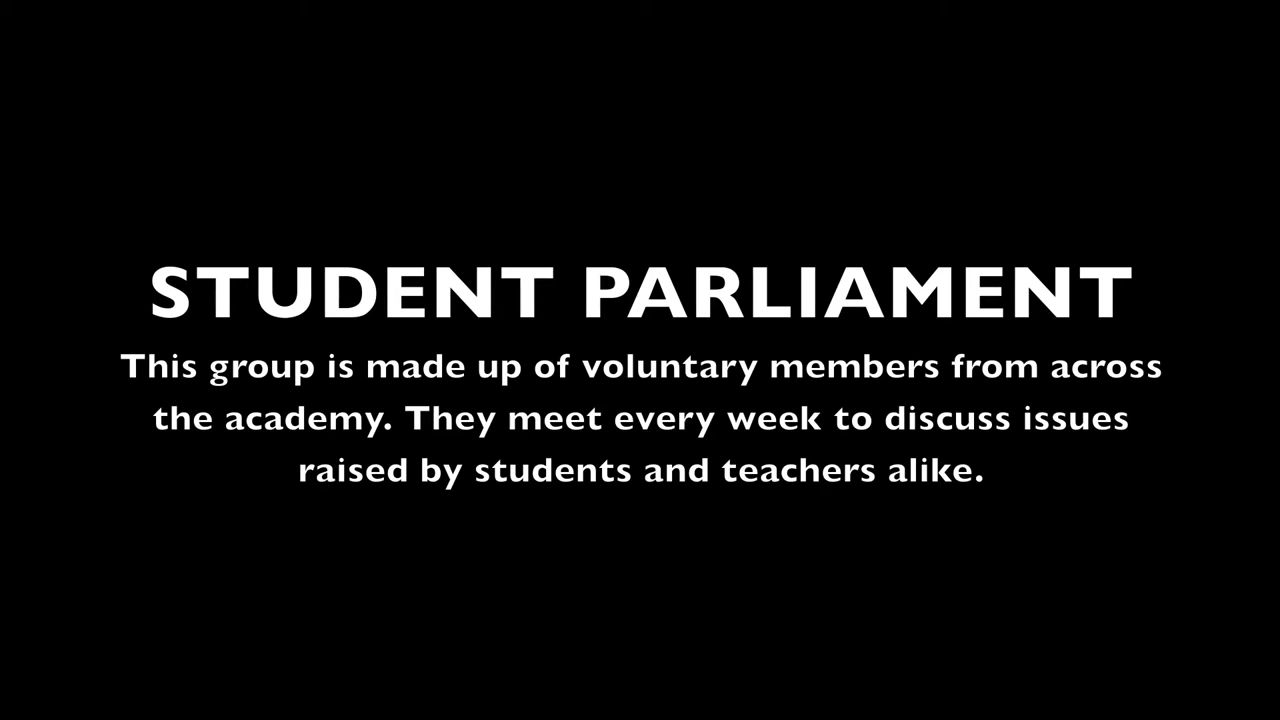 STUDENT PARLIAMENT
This group is made up of voluntary members from across
the academy. They meet every week to discuss issues
raised by students and teachers alike.